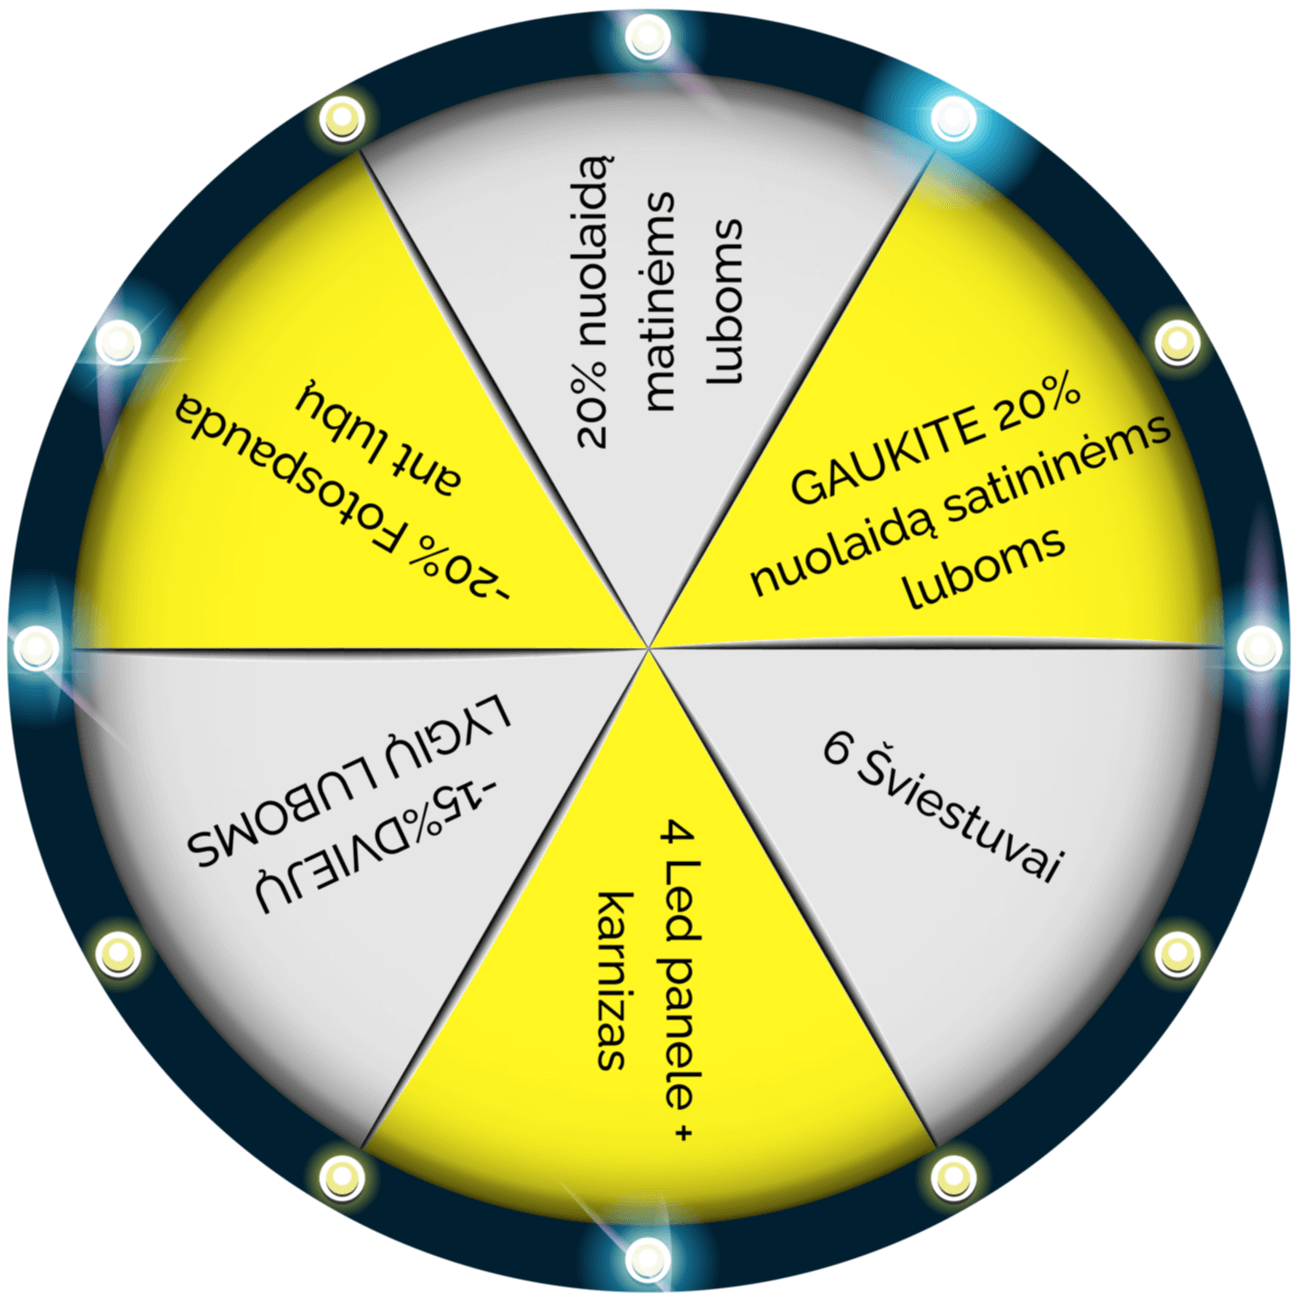 20% nuolaidą
matinėms
luboms
GAUKITE 20%
nuolaidą satininėms
luboms
6 Šviestuvai
4 Led panele +
karnizas
-15%DVIEJŲ
LYGIŲ LUBOMS
-20% Fotospauda
ant lubų